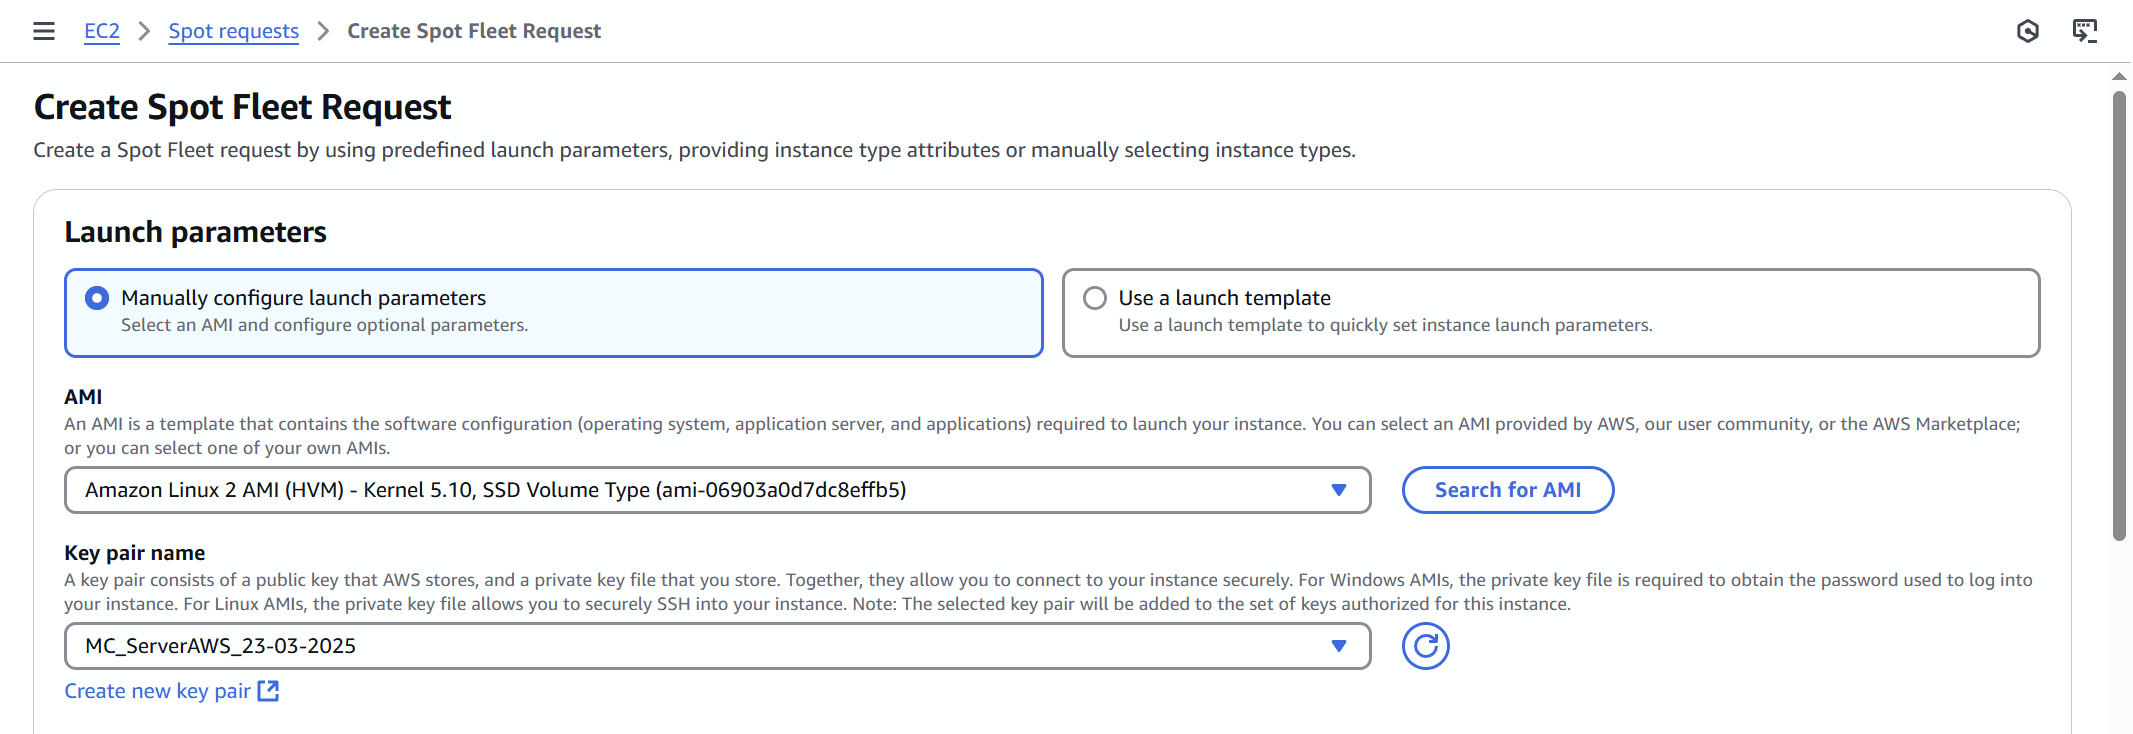 EC2 Spot requests Create Spot Fleet Request
Create Spot Fleet Request
Create a Spot Fleet request by using predefined launch parameters, providing instance type attributes or manually selecting instance types.
Launch parameters
Manually configure launch parameters
Select an AMI and configure optional parameters.
Use a launch template
Use a launch template to quickly set instance launch parameters.
AMI
An AMI is a template that contains the software configuration (operating system, application server, and applications) required to launch your instance. You can select an AMI provided by AWS, our user community, or the AWS Marketplace;
or you can select one of your own AMIs.
Amazon Linux 2 AMI (HVM) - Kernel 5.10, SSD Volume Type (ami-06903a0d7dc8effb5)
Search for AMI
Key pair name
A key pair consists of a public key that AWS stores, and a private key file that you store. Together, they allow you to connect to your instance securely. For Windows AMIs, the private key file is required to obtain the password used to log into
your instance. For Linux AMIs, the private key file allows you to securely SSH into your instance. Note: The selected key pair will be added to the set of keys authorized for this instance.
MC_ServerAWS_23-03-2025
Create new key pair